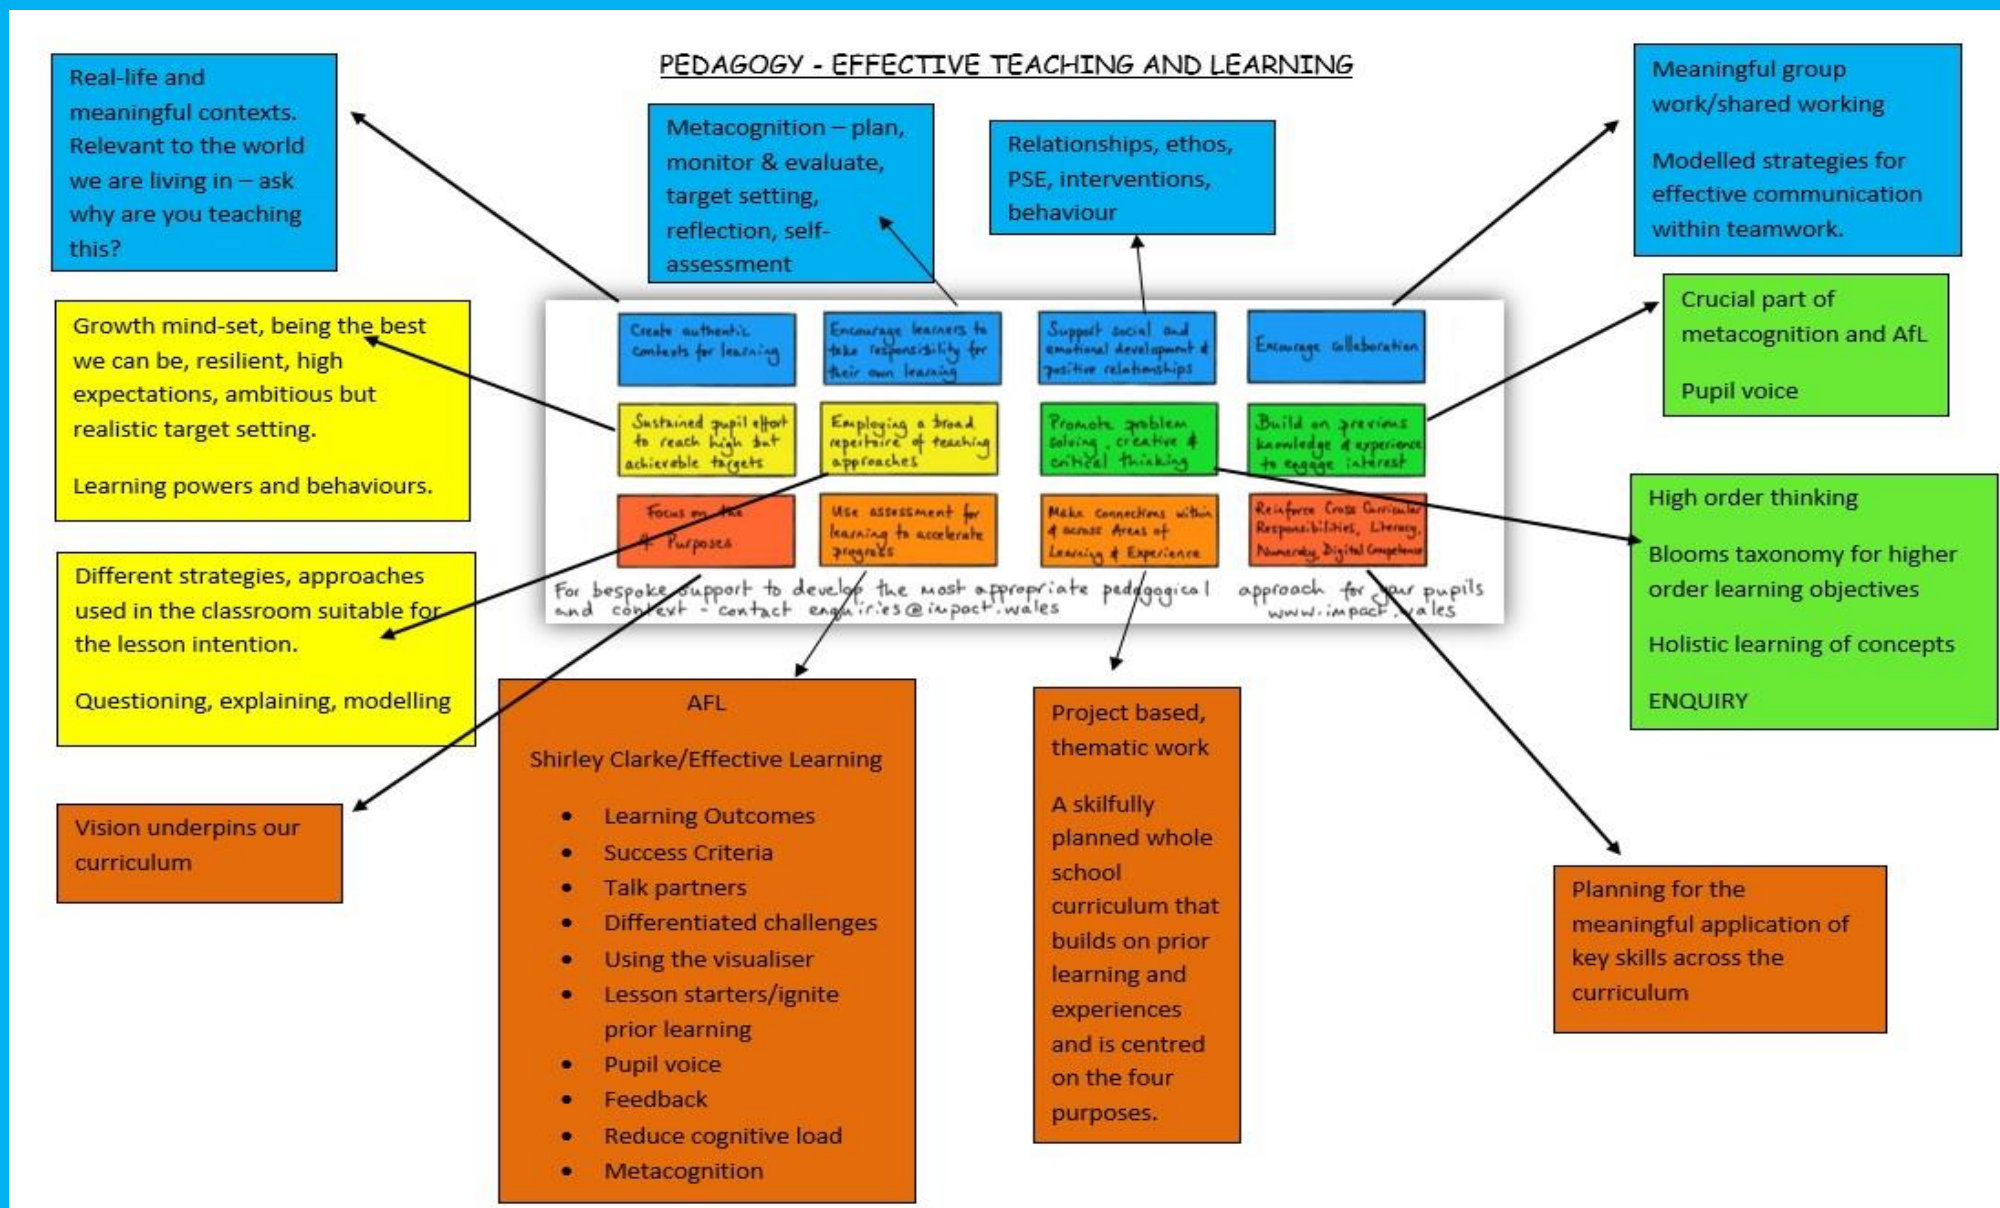 PEDAGOGY - EFFECTIVE TEACHING AND LEARNING
Real-life and
meaningful contexts.
Relevant to the world
we are living in – ask
why are you teaching
this?
Metacognition – plan,
monitor & evaluate,
target setting,
reflection, self-
assessment
Relationships, ethos,
PSE, interventions,
behaviour
Meaningful group
work/shared working
Modelled strategies for
effective communication
within teamwork.
Growth mind-set, being the best
we can be, resilient, high
expectations, ambitious but
realistic target setting.
Learning powers and behaviours.
Crucial part of
metacognition and AfL
Pupil voice
Create authentic
contexts for learning
Encourage learners to
take responsibility for
their own learning
Support social and
emotional development &
positive relationships
Encourage collaboration
Sustained pupil effort
to reach high but
achievable targets
Employing a broad
repertoire of teaching
approaches
Promote problem
solving, creative &
critical thinking
Build on previous
knowledge & experience
to engage interest
Focus on the
4 Purposes
Use assessment for
learning to accelerate
progress
Make connections within
& across Areas of
Learning & Experience
Reinforce Cross Curricular
Responsibilities, Literacy,
Numeracy, Digital Competence
For bespoke support to develop the most appropriate pedagogical approach for your pupils
and context - contact enquiries@impact.wales www.impact.wales
Different strategies, approaches
used in the classroom suitable for
the lesson intention.
Questioning, explaining, modelling
High order thinking
Blooms taxonomy for higher
order learning objectives
Holistic learning of concepts
ENQUIRY
Vision underpins our
curriculum
AFL
Shirley Clarke/Effective Learning
• Learning Outcomes
• Success Criteria
• Talk partners
• Differentiated challenges
• Using the visualiser
• Lesson starters/ignite
prior learning
• Pupil voice
• Feedback
• Reduce cognitive load
• Metacognition
Project based,
thematic work
A skilfully
planned whole
school
curriculum that
builds on prior
learning and
experiences
and is centred
on the four
purposes.
Planning for the
meaningful application of
key skills across the
curriculum